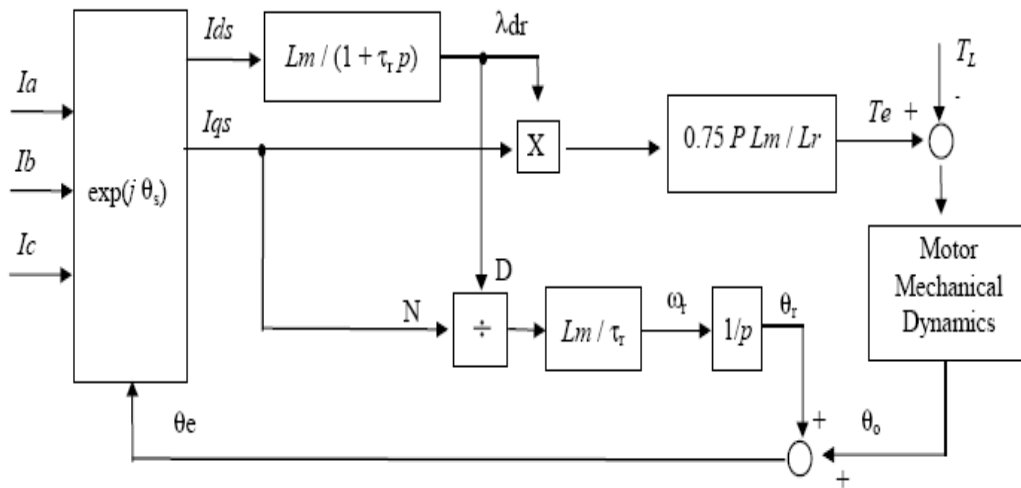 Ids
λdr
Lm / (1 + τr p)
TL
Ia
Iqs
Te
+
-
X
0.75 P Lm / Lr
Ib
exp(j θs)
Ic
Motor
Mechanical
Dynamics
D
N
÷
Lm / τr
ωr
1/p
θr
θe
+
θo
+